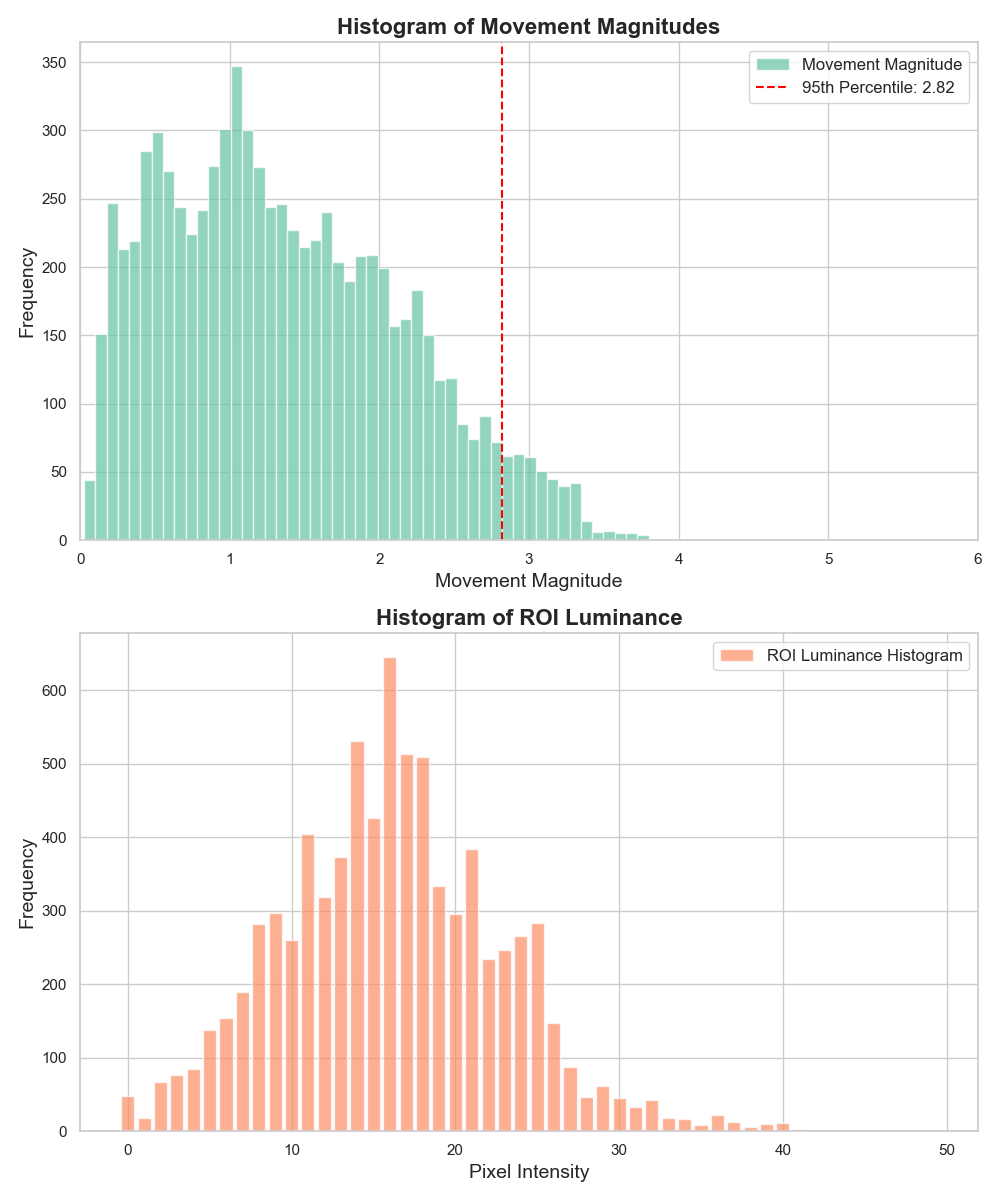 Histogram of Movement Magnitudes
350
300
250
200
150
100
50
0
Frequency
Movement Magnitude
95th Percentile: 2.82
0 1 2 3 4 5 6
Movement Magnitude
Histogram of ROI Luminance
600
500
400
300
200
100
0
Frequency
ROI Luminance Histogram
0 10 20 30 40 50
Pixel Intensity